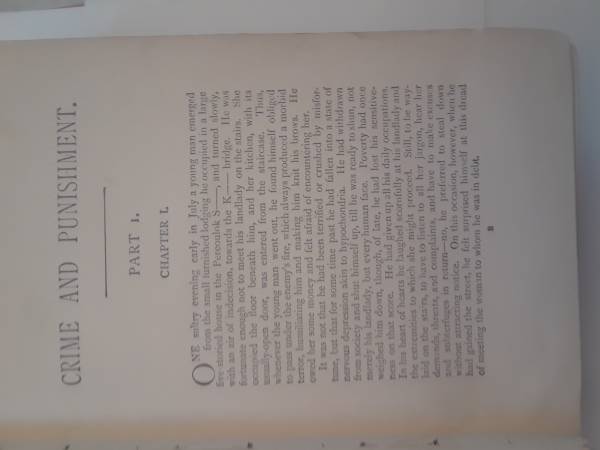 CRIME AND PUNISHMENT.
PART I.
CHAPTER I.
ONE sultry evening early in July a young man emerged
from the small furnished lodging he occupied in a large
five-storied house in the Pereoulok S——, and turned slowly,
with an air of indecision, towards the K—— bridge. He was
fortunate enough not to meet his landlady on the stairs. She
occupied the floor beneath him, and her kitchen, with its
usually-open door, was entered from the staircase. Thus,
whenever the young man went out, he found himself obliged
to pass under the enemy's fire, which always produced a morbid
terror, humiliating him and making him knit his brows. He
owed her some money and felt afraid of encountering her.
It was not that he had been terrified or crushed by misfor-
tune, but that for some time past he had fallen into a state of
nervous depression akin to hypochondria. He had withdrawn
from society and shut himself up, till he was ready to shun, not
merely his landlady, but every human face. Poverty had once
weighed him down, though, of late, he had lost his sensitive-
ness on that score. He had given up all his daily occupations.
In his heart of hearts he laughed scornfully at his landlady and
the extremities to which she might proceed. Still, to be way-
laid on the stairs, to have to listen to all her jargon, hear her
demands, threats, and complaints, and have to make excuses
and subterfuges in return—no, he preferred to steal down
without attracting notice. On this occasion, however, when he
had gained the street, he felt surprised himself at this dread
of meeting the woman to whom he was in debt.